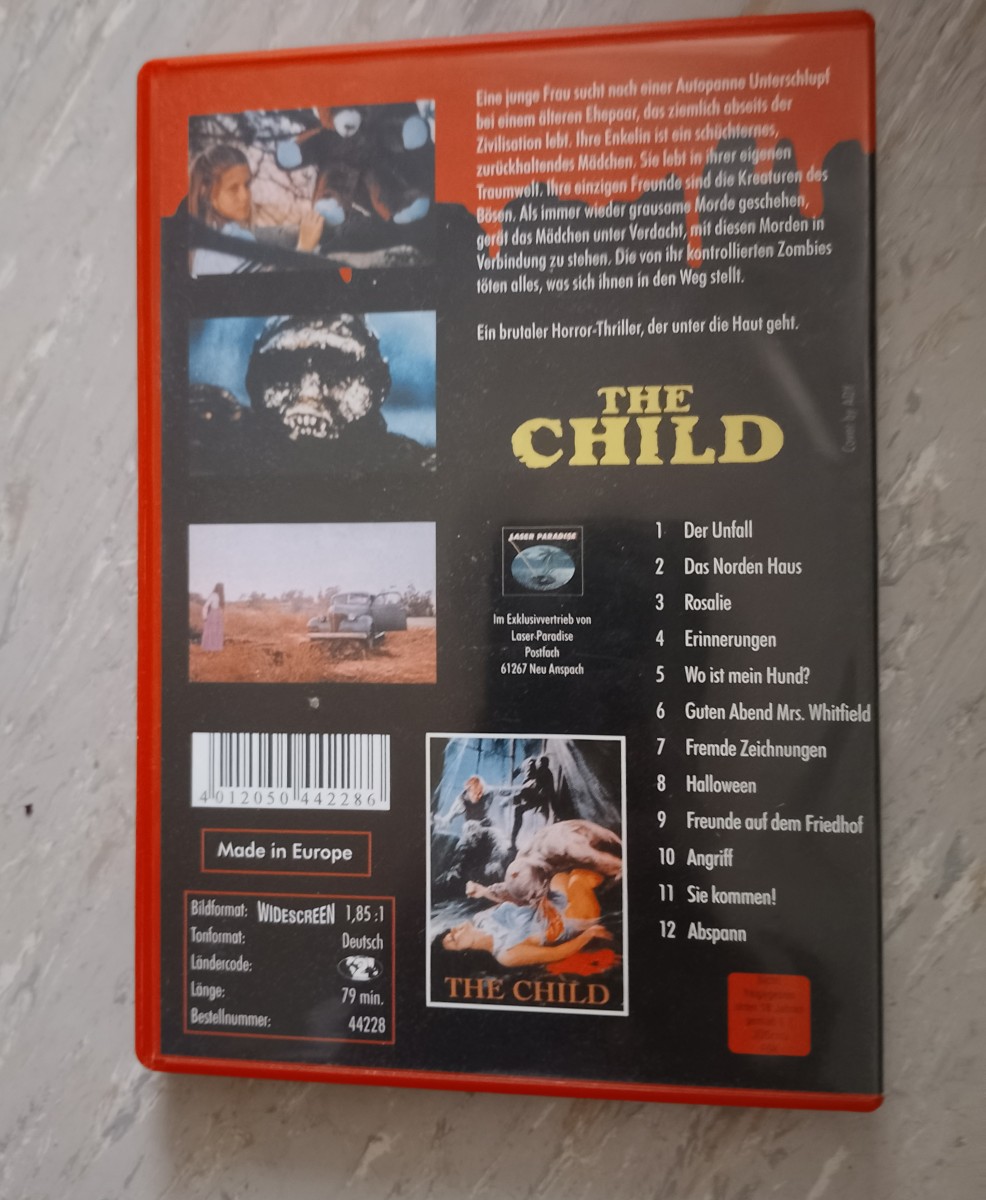 Eine junge Frau sucht nach einer Autopanne Unterschlupf
bei einem älteren Ehepaar, das ziemlich abseits der
Zivilisation lebt. Ihre Enkelin ist ein schüchternes,
zurückhaltendes Mädchen. Sie lebt in ihrer eigenen
Traumwelt. Ihre einzigen Freunde sind die Kreaturen des
Bösen. Als immer wieder grausame Morde geschehen,
gerät das Mädchen unter Verdacht, mit diesen Morden in
Verbindung zu stehen. Die von ihr kontrollierten Zombies
töten alles, was sich ihnen in den Weg stellt.
Ein brutaler Horror-Thriller, der unter die Haut geht.
THE
CHILD
LASER PARADISE
Im Exklusivvertrieb von
Laser-Paradise
Postfach
61267 Neu Anspach
1 Der Unfall
2 Das Norden Haus
3 Rosalie
4 Erinnerungen
5 Wo ist mein Hund?
6 Guten Abend Mrs. Whitfield
7 Fremde Zeichnungen
8 Halloween
9 Freunde auf dem Friedhof
10 Angriff
11 Sie kommen!
12 Abspann
4 012050 442286
Made in Europe
Bildformat: WIDESCREEN 1,85:1
Tonformat: Deutsch
Ländercode:
Länge: 79 min.
Bestellnummer: 44228
THE CHILD